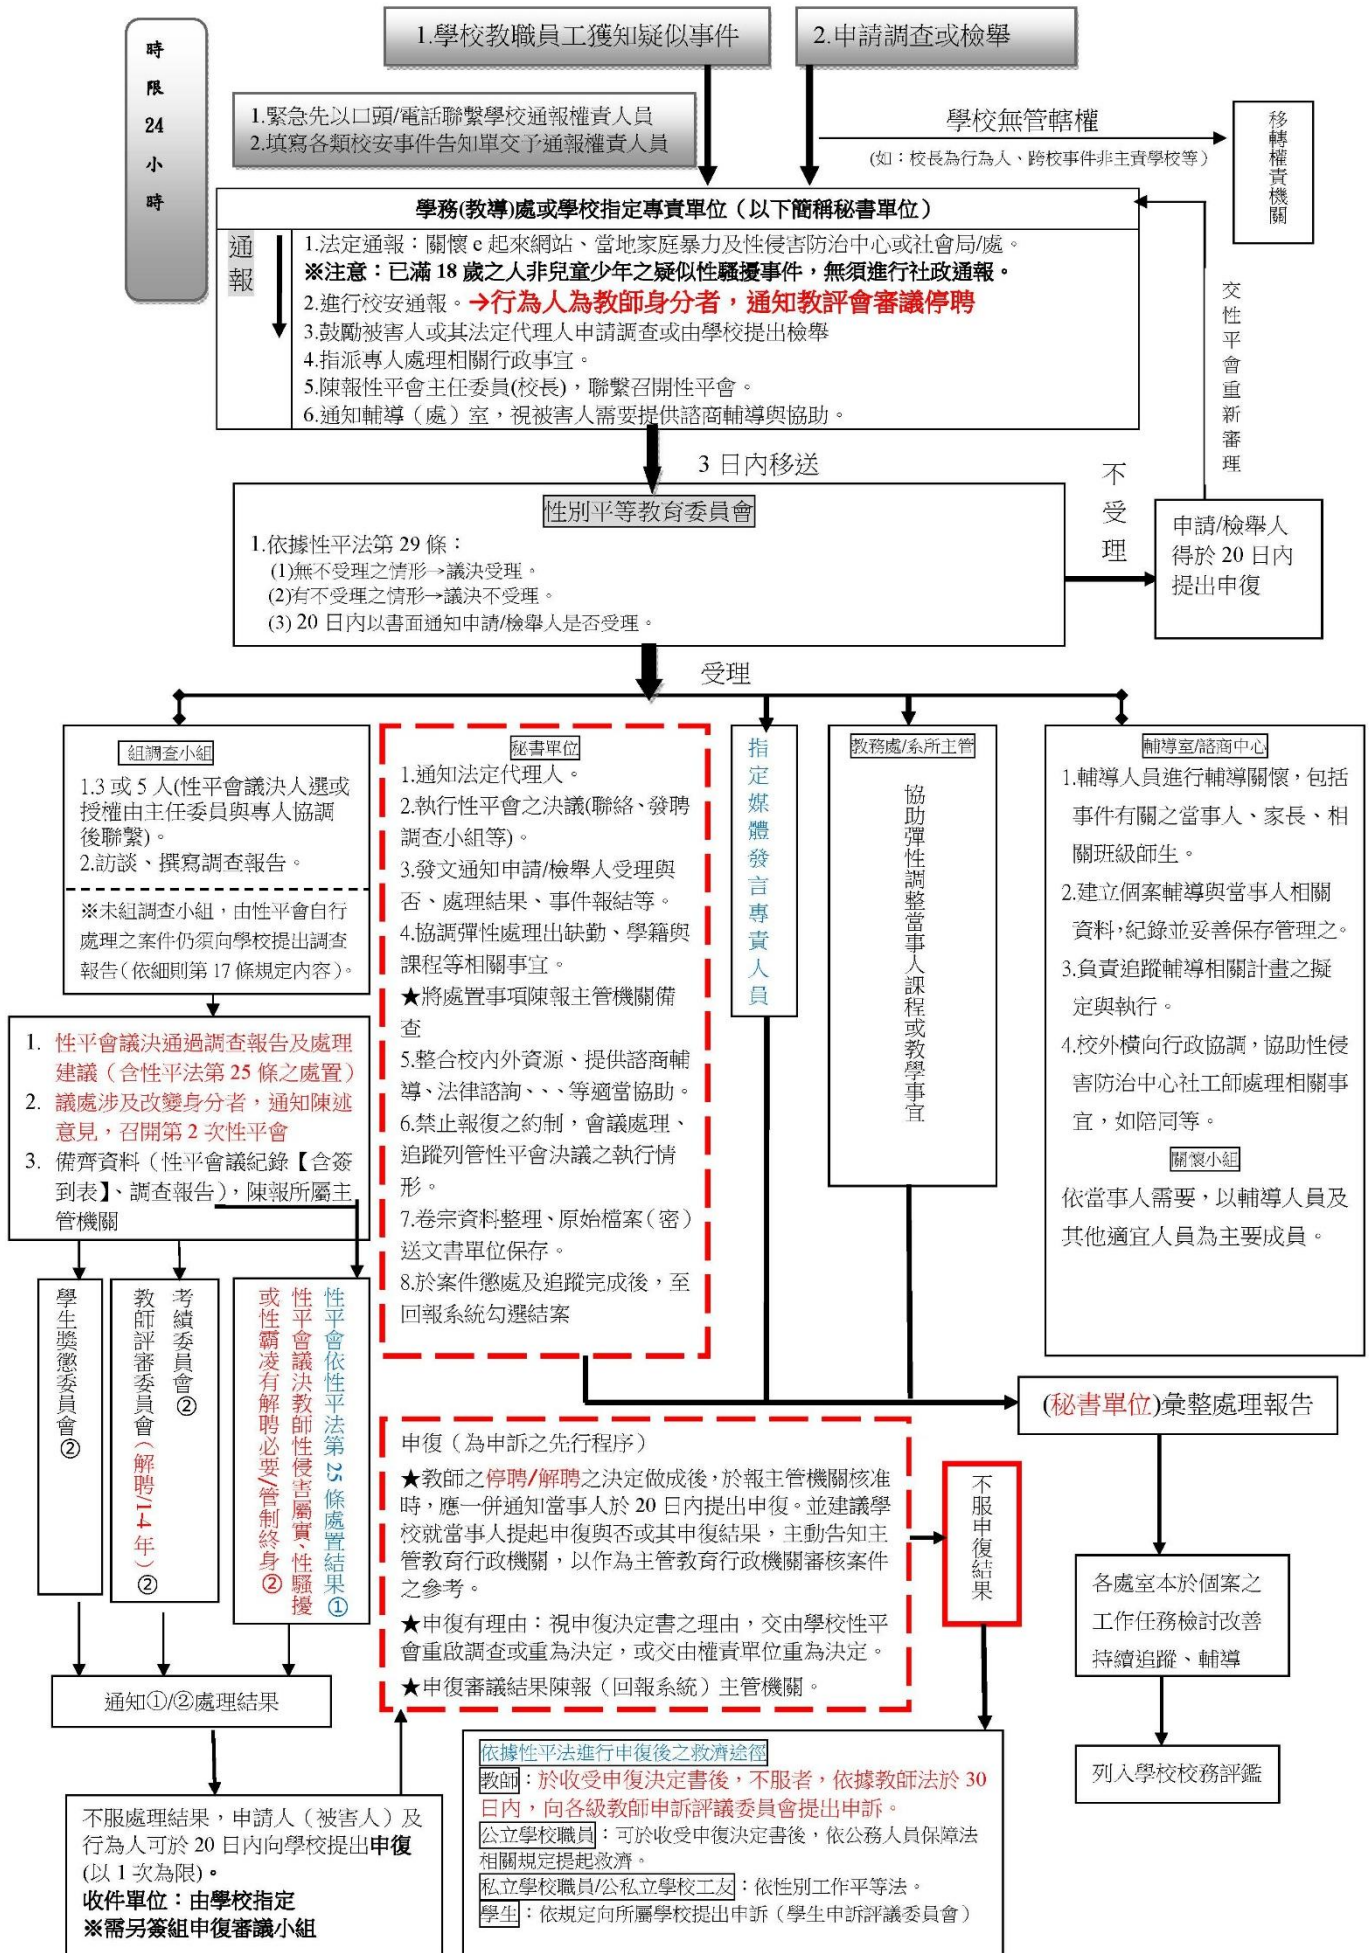 時
限
24
小
時
1.學校教職員工獲知疑似事件
2.申請調查或檢舉
1.緊急先以口頭/電話聯繫學校通報權責人員
2.填寫各類校安事件告知單交予通報權責人員
學校無管轄權
(如：校長為行為人、跨校事件非主責學校等)
移轉權責機關
學務(教導)處或學校指定專責單位（以下簡稱秘書單位）
通報
1.法定通報：關懷 e 起來網站、當地家庭暴力及性侵害防治中心或社會局/處。
※注意：已滿 18 歲之人非兒童少年之疑似性騷擾事件，無須進行社政通報。
2.進行校安通報。→行為人為教師身分者，通知教評會審議停聘
3.鼓勵被害人或其法定代理人申請調查或由學校提出檢舉
4.指派專人處理相關行政事宜。
5.陳報性平會主任委員(校長)，聯繫召開性平會。
6.通知輔導（處）室，視被害人需要提供諮商輔導與協助。
交性平會重新審理
3 日內移送
性別平等教育委員會
1.依據性平法第 29 條：
(1)無不受理之情形→議決受理。
(2)有不受理之情形→議決不受理。
(3) 20 日內以書面通知申請/檢舉人是否受理。
不受理
申請/檢舉人
得於 20 日內
提出申復
受理
組調查小組
1.3 或 5 人(性平會議決人選或
授權由主任委員與專人協調
後聯繫)。
2.訪談、撰寫調查報告。
※未組調查小組，由性平會自行
處理之案件仍須向學校提出調查
報告（依細則第 17 條規定內容）。
1. 性平會議決通過調查報告及處理
建議（含性平法第 25 條之處置）
2. 議處涉及改變身分者，通知陳述
意見，召開第 2 次性平會
3. 備齊資料（性平會議紀錄【含簽
到表】、調查報告），陳報所屬主
管機關
秘書單位
1.通知法定代理人。
2.執行性平會之決議(聯絡、發聘
調查小組等)。
3.發文通知申請/檢舉人受理與
否、處理結果、事件報結等。
4.協調彈性處理出缺勤、學籍與
課程等相關事宜。
★將處置事項陳報主管機關備
查
5.整合校內外資源、提供諮商輔
導、法律諮詢、、、等適當協助。
6.禁止報復之約制，會議處理、
追蹤列管性平會決議之執行情
形。
7.卷宗資料整理、原始檔案（密）
送文書單位保存。
8.於案件懲處及追蹤完成後，至
回報系統勾選結案
指定媒體發言專責人員
教務處/系所主管
協助彈性調整當事人課程或教學事宜
輔導室/諮商中心
1.輔導人員進行輔導關懷，包括
事件有關之當事人、家長、相
關班級師生。
2.建立個案輔導與當事人相關
資料，紀錄並妥善保存管理之。
3.負責追蹤輔導相關計畫之擬
定與執行。
4.校外橫向行政協調，協助性侵
害防治中心社工師處理相關事
宜，如陪同等。
關懷小組
依當事人需要，以輔導人員及
其他適宜人員為主要成員。
學生獎懲委員會②
考績委員會②
教師評審委員會（解聘/1-4 年）②
性平會依性平法第 25 條處置結果①
性平會議決教師性侵害屬實、性騷擾
或性霸凌有解聘必要/管制終身②
通知①/②處理結果
不服處理結果，申請人（被害人）及
行為人可於 20 日內向學校提出申復
(以 1 次為限)。
收件單位：由學校指定
※需另簽組申復審議小組
申復（為申訴之先行程序）
★教師之停聘/解聘之決定做成後，於報主管機關核准
時，應一併通知當事人於 20 日內提出申復。並建議學
校就當事人提起申復與否或其申復結果，主動告知主
管教育行政機關，以作為主管教育行政機關審核案件
之參考。
★申復有理由：視申復決定書之理由，交由學校性平
會重啟調查或重為決定，或交由權責單位重為決定。
★申復審議結果陳報（回報系統）主管機關。
不服申復結果
依據性平法進行申復後之救濟途徑
教師：於收受申復決定書後，不服者，依據教師法於 30
日內，向各級教師申訴評議委員會提出申訴。
公立學校職員：可於收受申復決定書後，依公務人員保障法
相關規定提起救濟。
私立學校職員/公私立學校工友：依性別工作平等法。
學生：依規定向所屬學校提出申訴（學生申訴評議委員會）
(秘書單位)彙整處理報告
各處室本於個案之
工作任務檢討改善
持續追蹤、輔導
列入學校校務評鑑